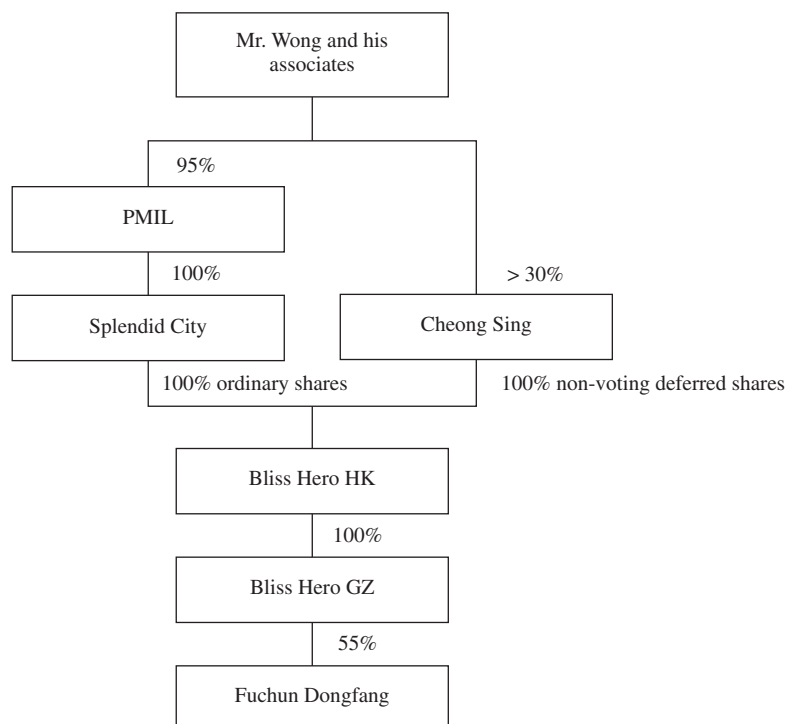 Mr. Wong and his
associates
95%
PMIL
100%
> 30%
Splendid City
Cheong Sing
100% ordinary shares
100% non-voting deferred shares
Bliss Hero HK
100%
Bliss Hero GZ
55%
Fuchun Dongfang